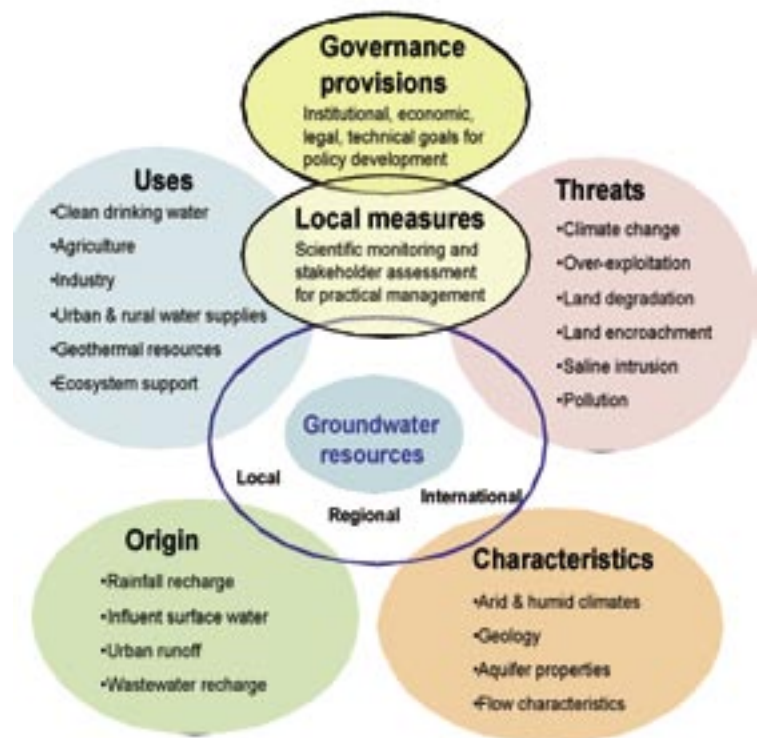 Governance
provisions
Institutional, economic,
legal, technical goals for
policy development
Uses
•Clean drinking water
•Agriculture
•Industry
•Urban & rural water supplies
•Geothermal resources
•Ecosystem support
Local measures
Scientific monitoring and
stakeholder assessment
for practical management
Threats
•Climate change
•Over-exploitation
•Land degradation
•Land encroachment
•Saline intrusion
•Pollution
Groundwater
resources
Local
Regional
International
Origin
•Rainfall recharge
•Influent surface water
•Urban runoff
•Wastewater recharge
Characteristics
•Arid & humid climates
•Geology
•Aquifer properties
•Flow characteristics